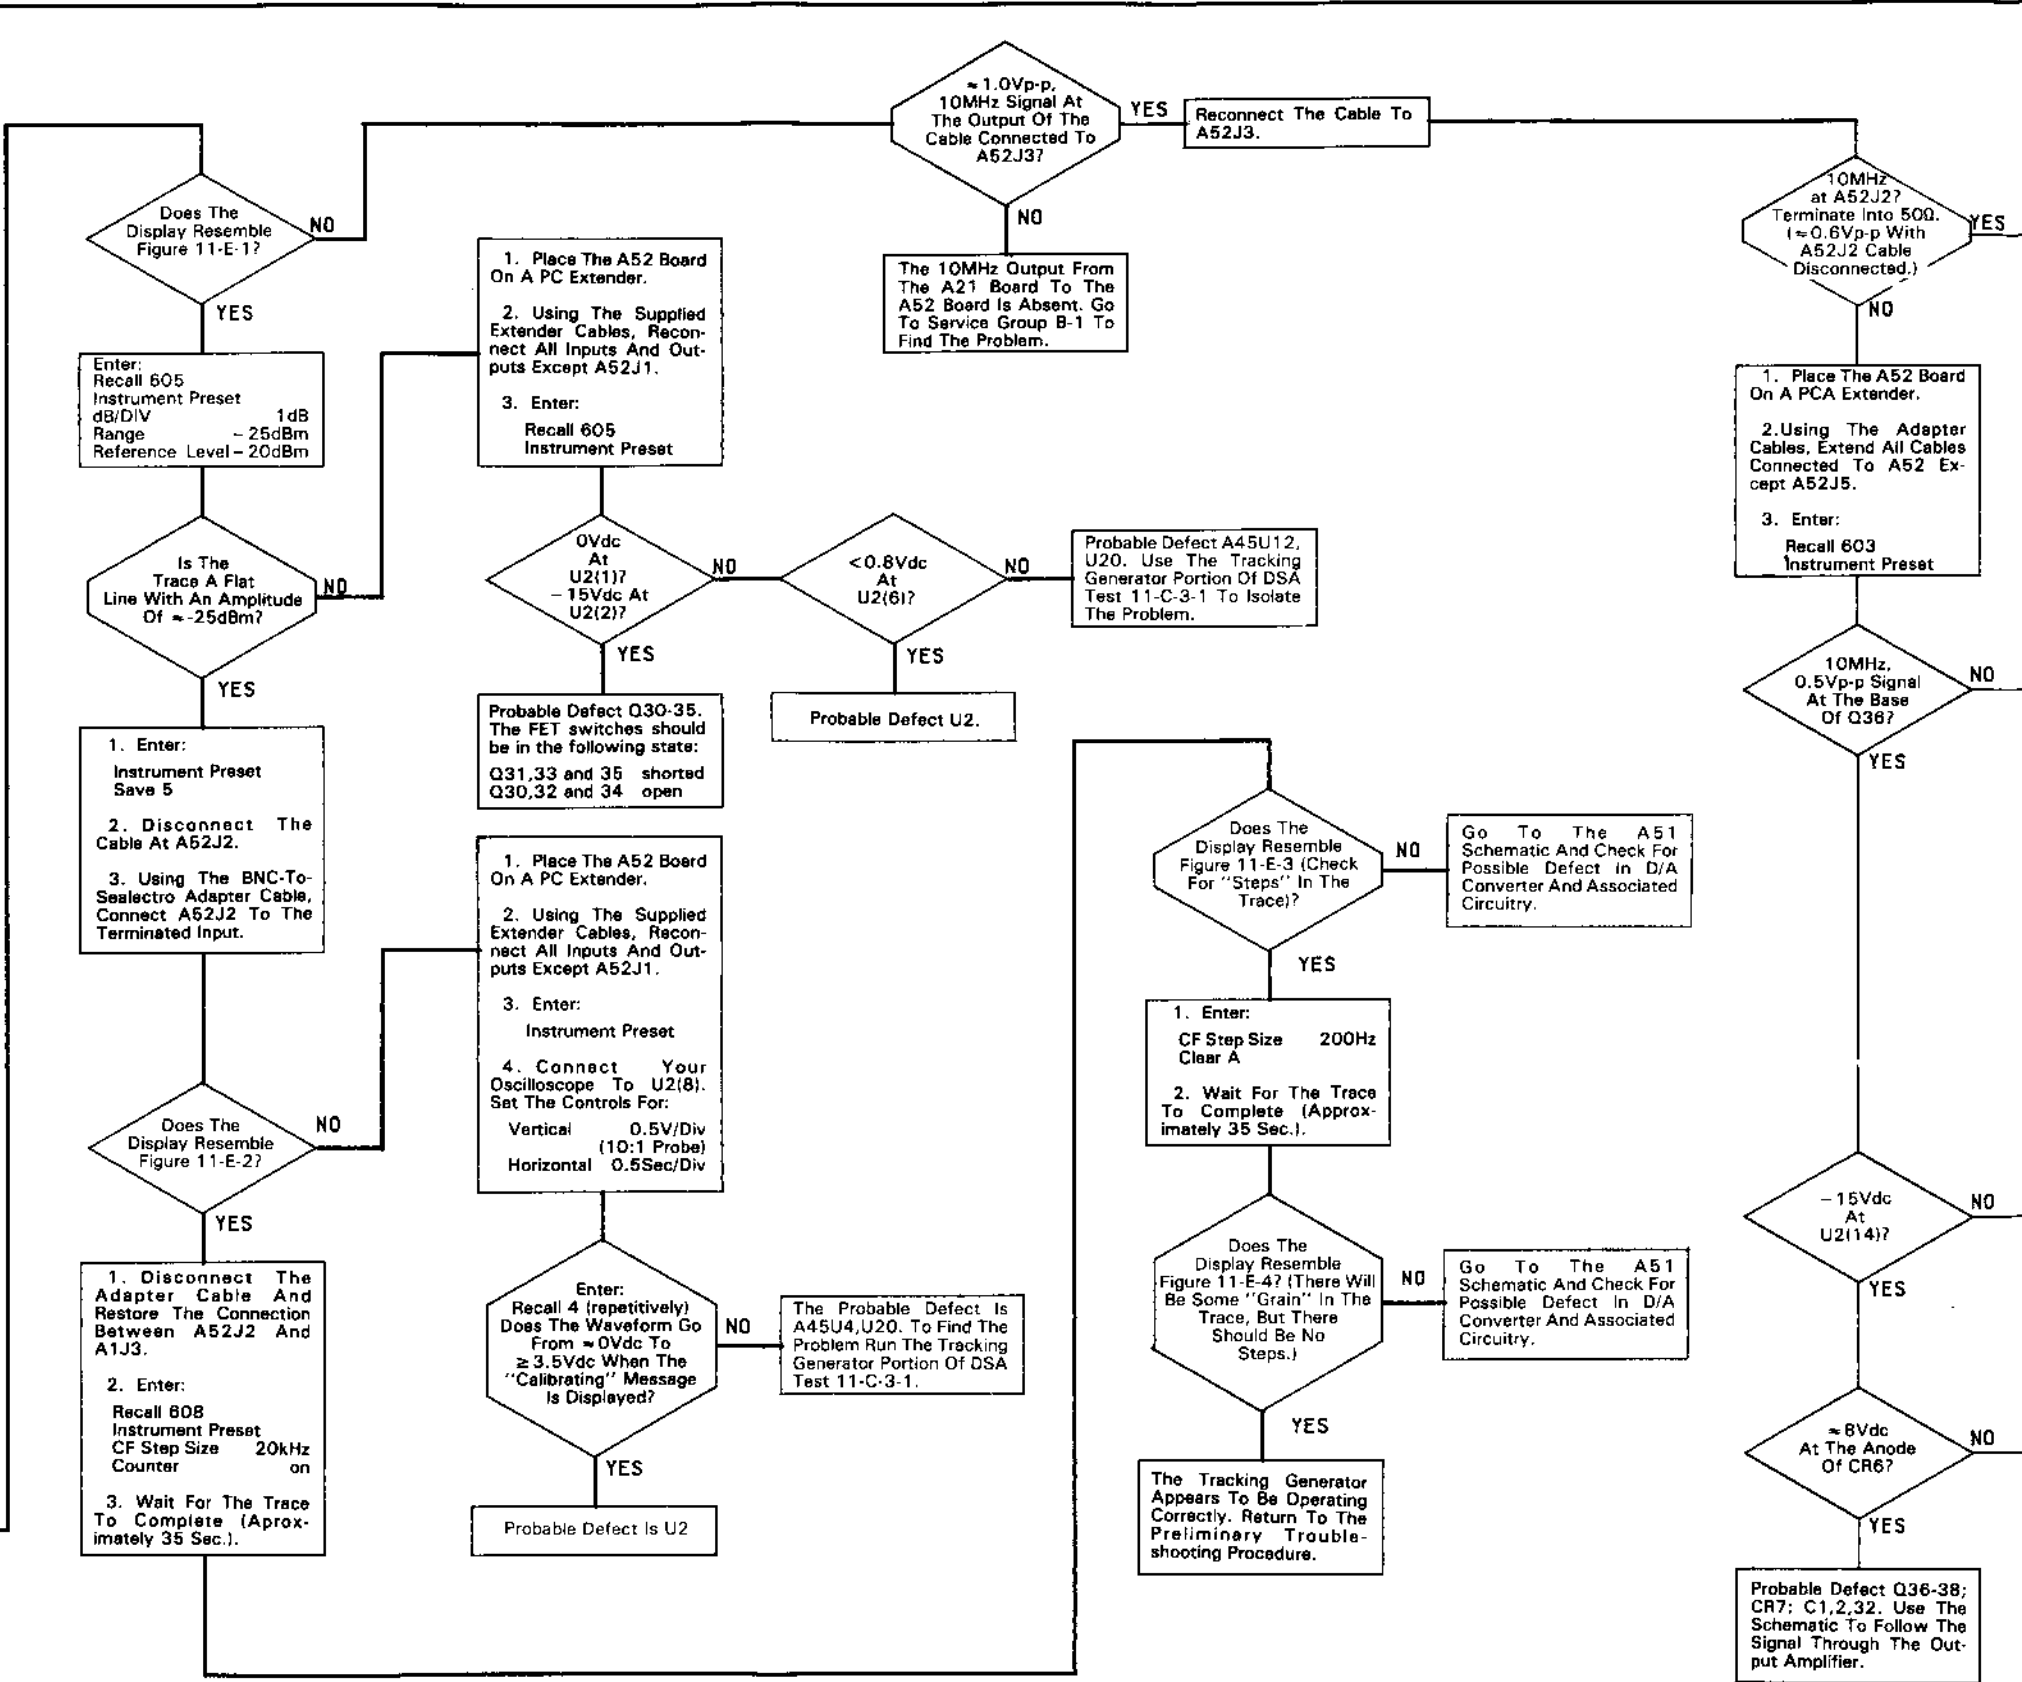 ≈1.0Vp-p,
10MHz Signal At
The Output Of The
Cable Connected To
A52J3?
YES
NO
Reconnect The Cable To
A52J3.
The 10MHz Output From
The A21 Board To The
A52 Board Is Absent. Go
To Service Group B-1 To
Find The Problem.
Does The
Display Resemble
Figure 11-E-1?
NO
YES
Enter:
Recall 605
Instrument Preset
dB/DIV 1dB
Range -25dBm
Reference Level -20dBm
Is The
Trace A Flat
Line With An Amplitude
Of ≈-25dBm?
NO
YES
1. Enter:
Instrument Preset
Save 5
2. Disconnect The
Cable At A52J2.
3. Using The BNC-To-
Sealectro Adapter Cable,
Connect A52J2 To The
Terminated Input.
Does The
Display Resemble
Figure 11-E-2?
NO
YES
1. Disconnect The
Adapter Cable And
Restore The Connection
Between A52J2 And
A1J3.
2. Enter:
Recall 608
Instrument Preset
CF Step Size 20kHz
Counter on
3. Wait For The Trace
To Complete (Aprox-
imately 35 Sec.).
1. Place The A52 Board
On A PC Extender.
2. Using The Supplied
Extender Cables, Recon-
nect All Inputs And Out-
puts Except A52J1.
3. Enter:
Recall 605
Instrument Preset
0Vdc
At
U2(1)?
-15Vdc At
U2(2)?
NO
YES
<0.8Vdc
At
U2(6)?
NO
YES
Probable Defect A45U12,
U20. Use The Tracking
Generator Portion Of DSA
Test 11-C-3-1 To Isolate
The Problem.
Probable Defect Q30-35.
The FET switches should
be in the following state:
Q31,33 and 35 shorted
Q30,32 and 34 open
Probable Defect U2.
1. Place The A52 Board
On A PC Extender.
2. Using The Supplied
Extender Cables, Recon-
nect All Inputs And Out-
puts Except A52J1.
3. Enter:
Instrument Preset
4. Connect Your
Oscilloscope To U2(8).
Set The Controls For:
Vertical 0.5V/Div
(10:1 Probe)
Horizontal 0.5Sec/Div
Enter:
Recall 4 (repetitively)
Does The Waveform Go
From ≈0Vdc To
≥3.5Vdc When The
"Calibrating" Message
Is Displayed?
NO
YES
The Probable Defect Is
A45U4,U20. To Find The
Problem Run The Tracking
Generator Portion Of DSA
Test 11-C-3-1.
Probable Defect Is U2
Does The
Display Resemble
Figure 11-E-3 (Check
For "Steps" In The
Trace)?
NO
YES
Go To The A51
Schematic And Check For
Possible Defect in D/A
Converter And Associated
Circuitry.
1. Enter:
CF Step Size 200Hz
Clear A
2. Wait For The Trace
To Complete (Approx-
imately 35 Sec.).
Does The
Display Resemble
Figure 11-E-4? (There Will
Be Some "Grain" In The
Trace, But There
Should Be No
Steps.)
NO
YES
Go To The A51
Schematic And Check For
Possible Defect In D/A
Converter And Associated
Circuitry.
The Tracking Generator
Appears To Be Operating
Correctly. Return To The
Preliminary Trouble-
shooting Procedure.
10MHz
at A52J2?
Terminate Into 50Ω.
(≈0.6Vp-p With
A52J2 Cable
Disconnected.)
YES
NO
1. Place The A52 Board
On A PCA Extender.
2.Using The Adapter
Cables, Extend All Cables
Connected To A52 Ex-
cept A52J5.
3. Enter:
Recall 603
Instrument Preset
10MHz,
0.5Vp-p Signal
At The Base
Of Q36?
NO
YES
-15Vdc
At
U2(14)?
NO
YES
≈8Vdc
At The Anode
Of CR6?
NO
YES
Probable Defect Q36-38;
CR7; C1,2,32. Use The
Schematic To Follow The
Signal Through The Out-
put Amplifier.